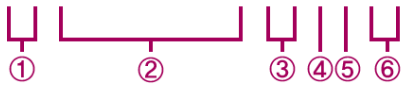 ① ② ③ ④ ⑤ ⑥